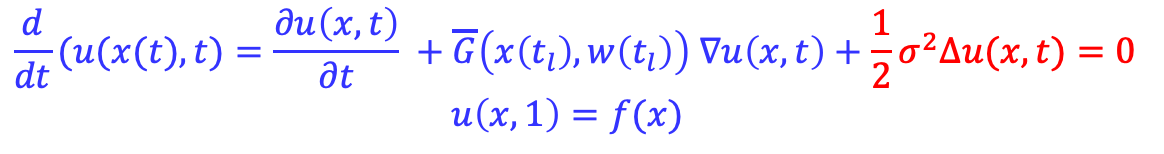 d/dt (u(x(t), t) = ∂u(x, t)/∂t + G̅(x(t_l), w(t_l)) ∇u(x, t) + 1/2 σ²Δu(x, t) = 0
u(x, 1) = f(x)